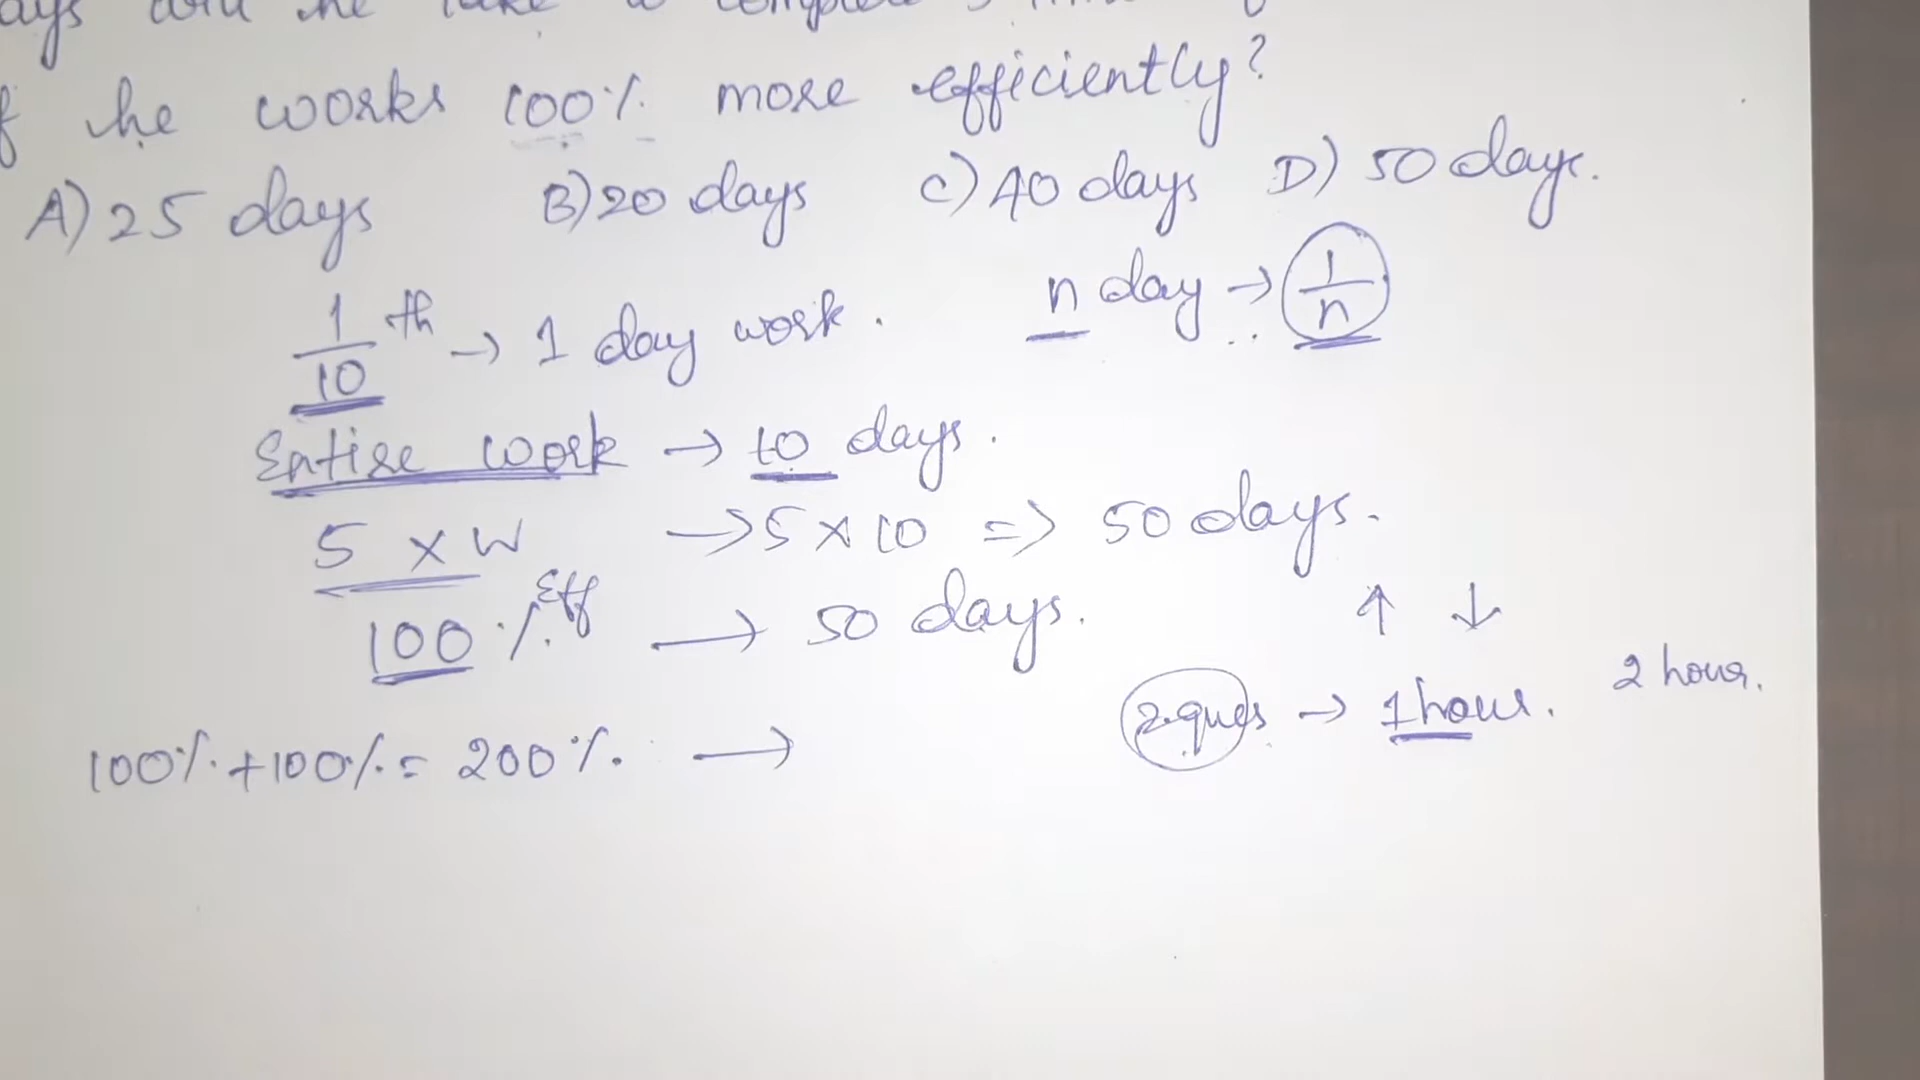 he
f he works 100% more efficiently?
A) 25 days B) 20 days C) 40 days D) 50 days.
1/10 th → 1 day work. n day → 1/n
Entire work → 10 days.
5 x W → 5 x 10 => 50 days.
100% Eff → 50 days. ↑ ↓
2 ques → 1 hour. 2 hour.
100% + 100% = 200%. →